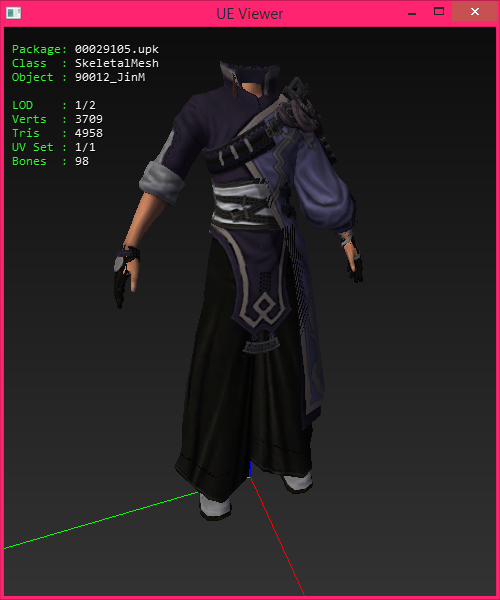 UE Viewer
Package: 00029105.upk
Class : SkeletalMesh
Object : 90012_JinM
LOD : 1/2
Verts : 3709
Tris : 4958
UV Set : 1/1
Bones : 98